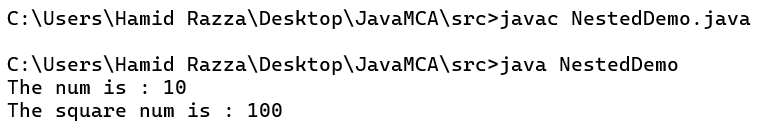 C:\Users\Hamid Razza\Desktop\JavaMCA\src>javac NestedDemo.java
C:\Users\Hamid Razza\Desktop\JavaMCA\src>java NestedDemo
The num is : 10
The square num is : 100